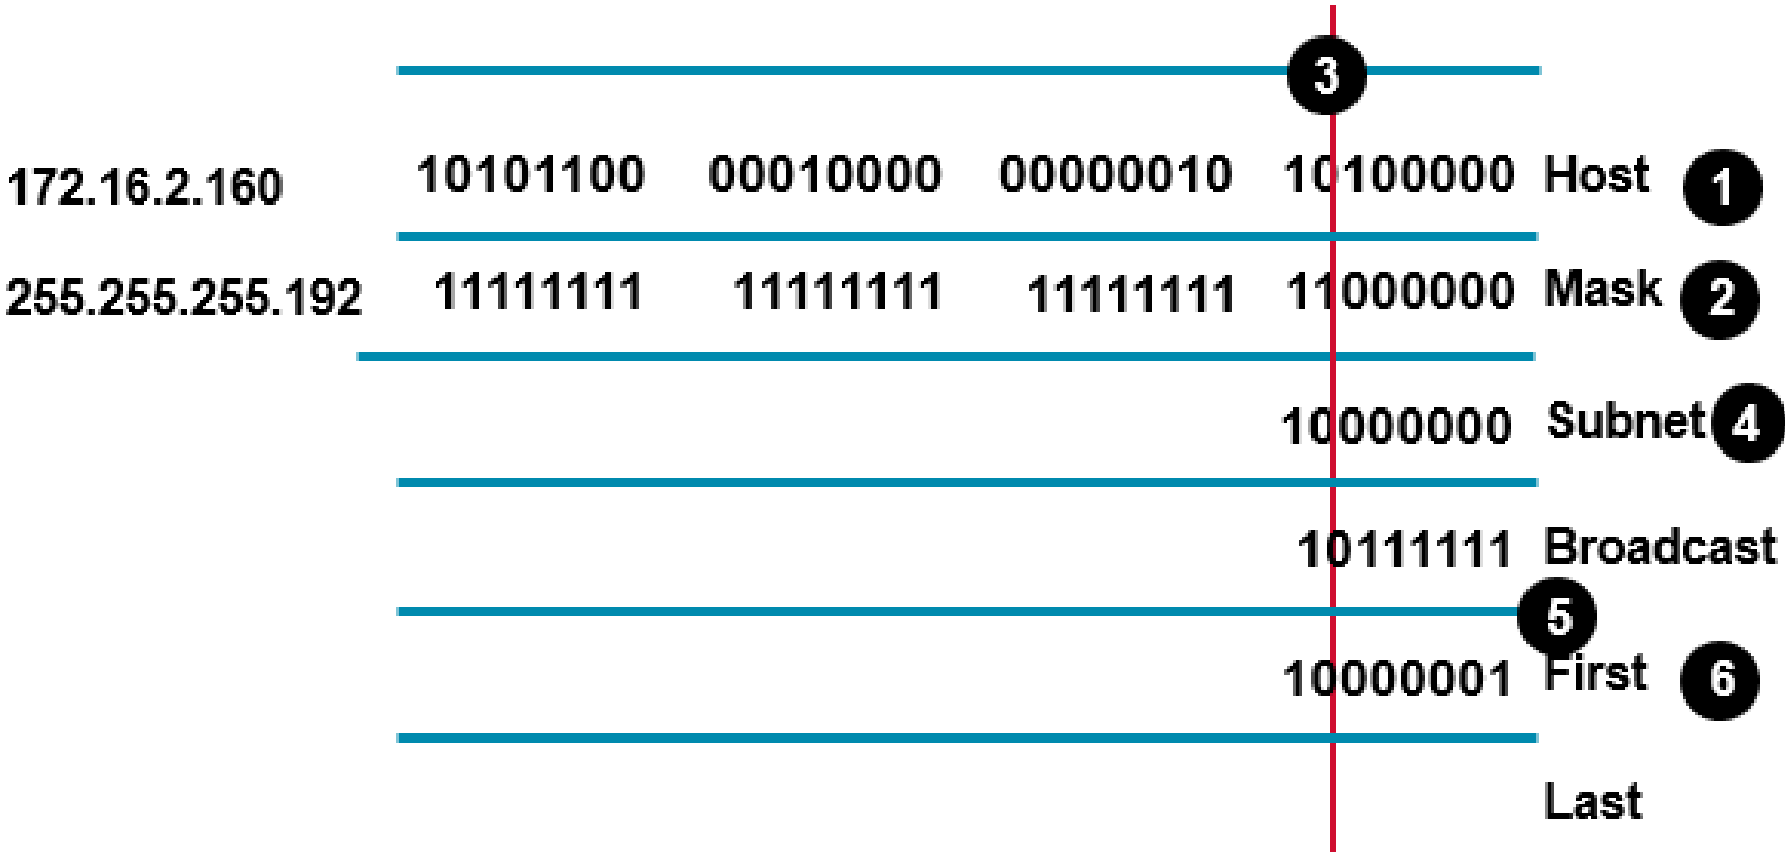 3
172.16.2.160 10101100 00010000 00000010 10100000 Host 1
255.255.255.192 11111111 11111111 11111111 11000000 Mask 2
10000000 Subnet 4
10111111 Broadcast
5
10000001 First 6
Last